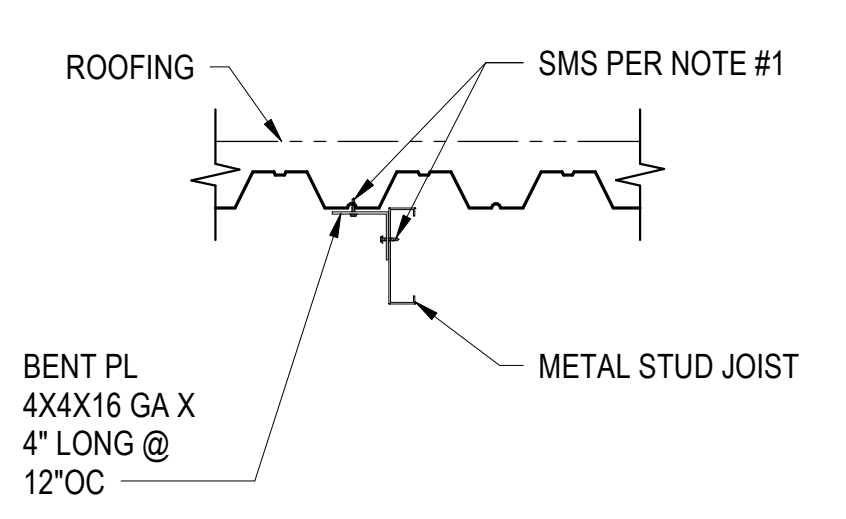 ROOFING
SMS PER NOTE #1
BENT PL
4X4X16 GA X
4" LONG @
12"OC
METAL STUD JOIST